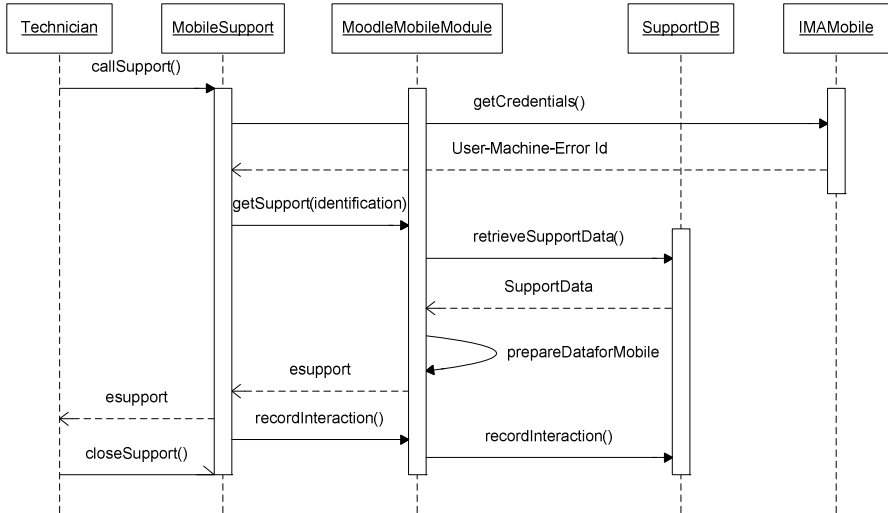 Technician
MobileSupport
MoodleMobileModule
SupportDB
IMAMobile
callSupport()
getCredentials()
User-Machine-Error Id
getSupport(identification)
retrieveSupportData()
SupportData
prepareDataforMobile
esupport
esupport
recordInteraction()
recordInteraction()
closeSupport()